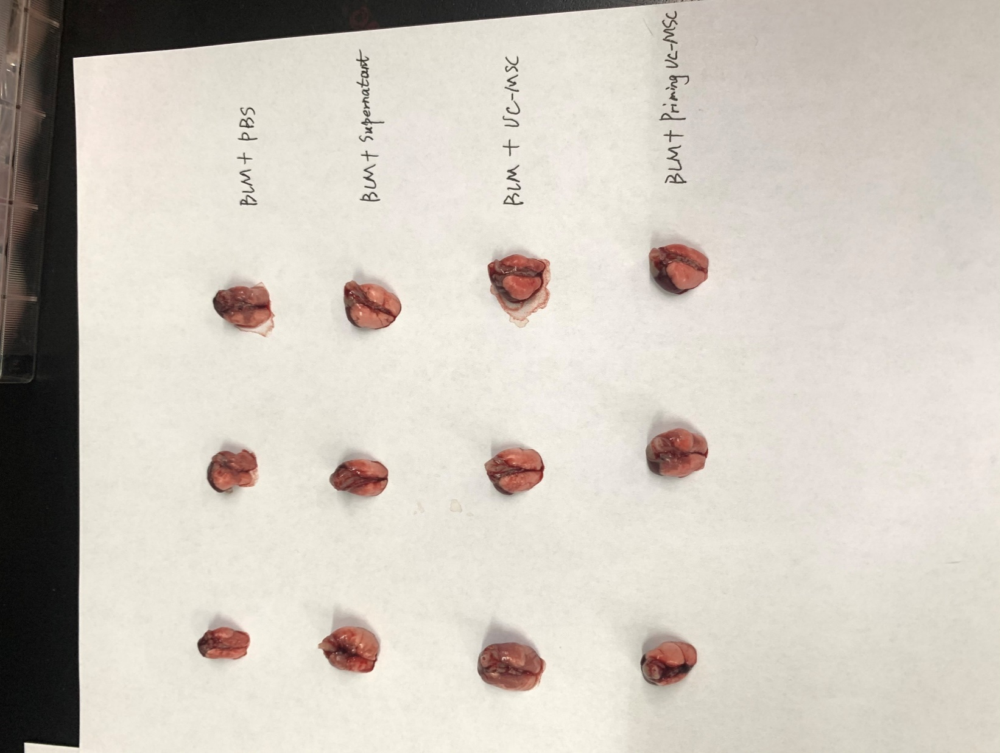 BLM + PBS
BLM + Supernatant
BLM + UC-MSC
BLM + Priming UC-MSC